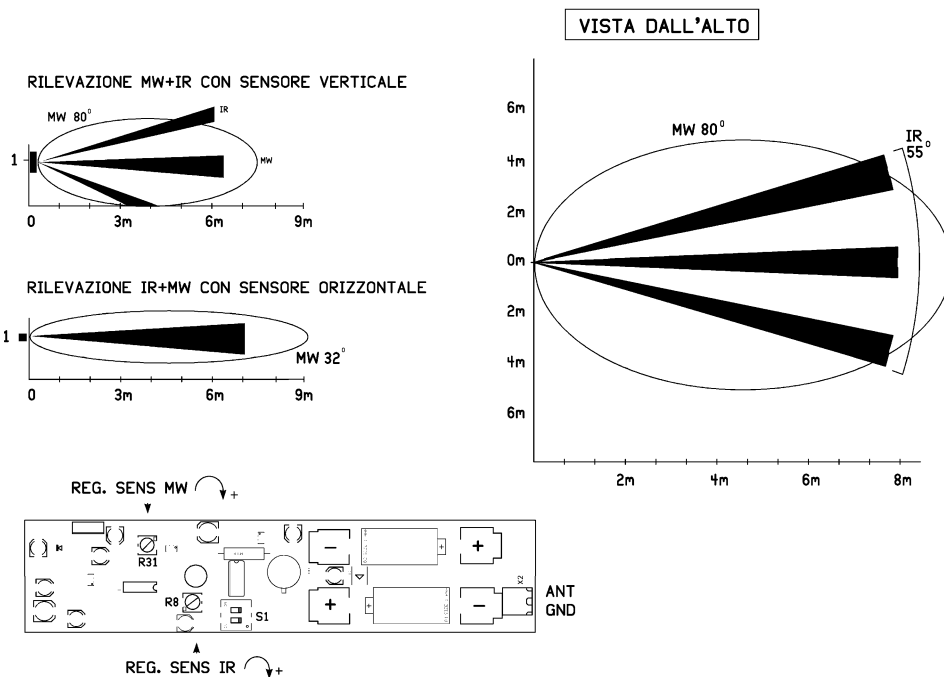 VISTA DALL'ALTO
RILEVAZIONE MW+IR CON SENSORE VERTICALE
MW 80°
IR
MW
1
0 3m 6m 9m
RILEVAZIONE IR+MW CON SENSORE ORIZZONTALE
1
MW 32°
0 3m 6m 9m
6m
MW 80°
IR
55°
4m
2m
0m
2m
4m
6m
2m 4m 6m 8m
REG. SENS MW +
R31
R8
S1
- +
+ -
X2
ANT
GND
REG. SENS IR +